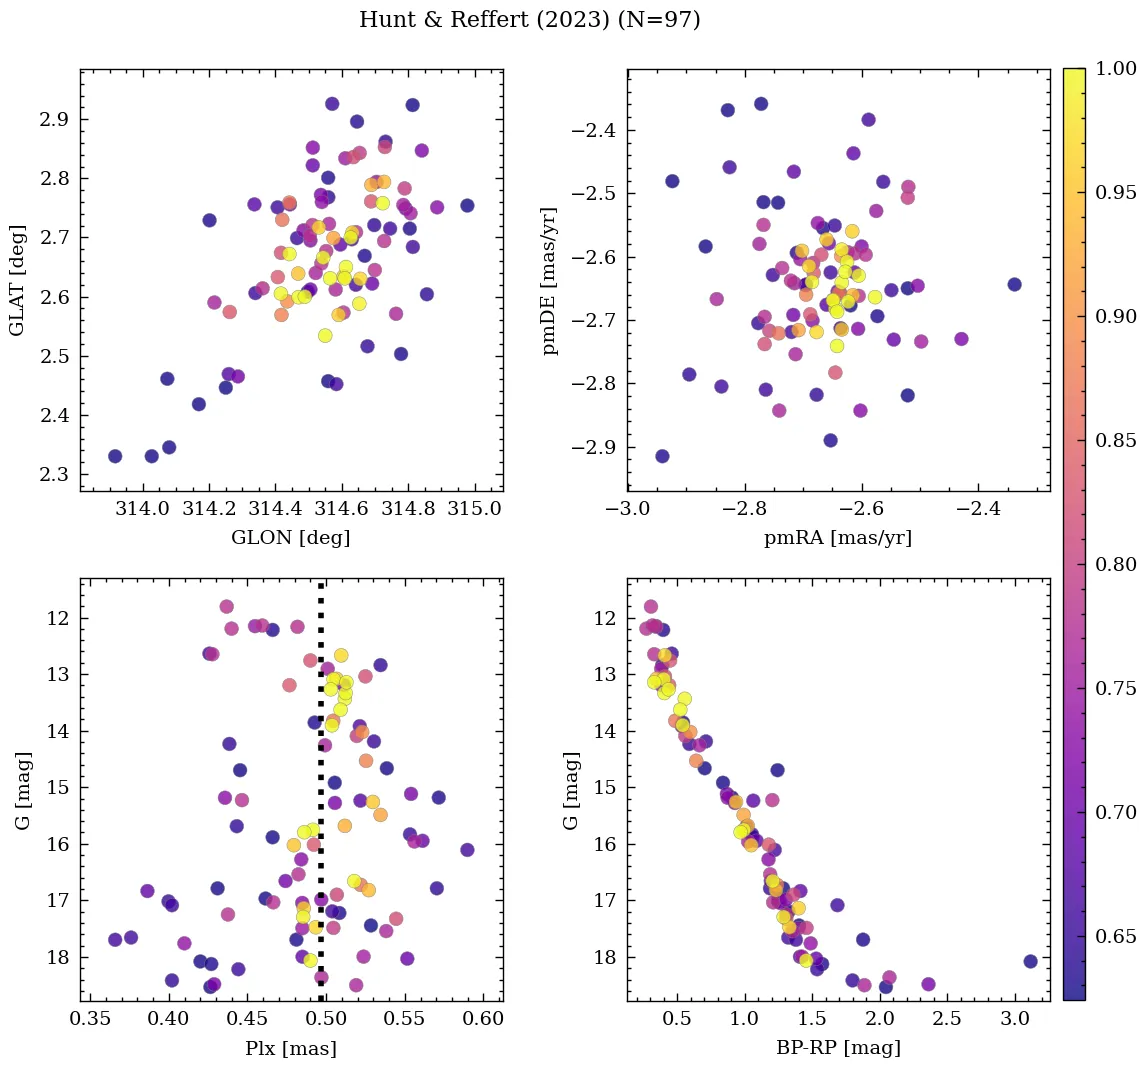 Hunt & Reffert (2023) (N=97)
2.9
2.8
2.7
2.6
2.5
2.4
2.3
GLAT [deg]
314.0 314.2 314.4 314.6 314.8 315.0
GLON [deg]
−2.4
−2.5
−2.6
−2.7
−2.8
−2.9
pmDE [mas/yr]
−3.0 −2.8 −2.6 −2.4
pmRA [mas/yr]
12
13
14
15
16
17
18
G [mag]
0.35 0.40 0.45 0.50 0.55 0.60
Plx [mas]
12
13
14
15
16
17
18
G [mag]
0.5 1.0 1.5 2.0 2.5 3.0
BP-RP [mag]
1.00
0.95
0.90
0.85
0.80
0.75
0.70
0.65